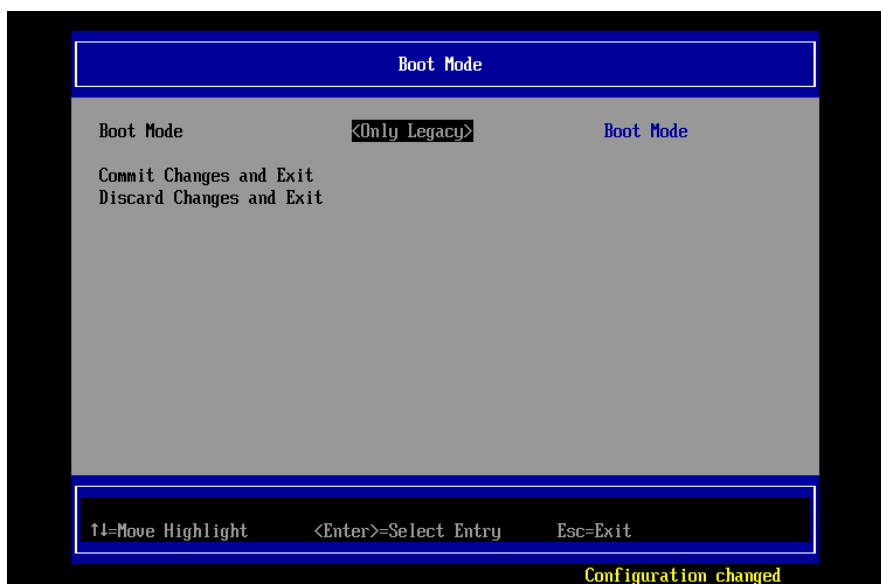 Boot Mode
Boot Mode <Only Legacy> Boot Mode
Commit Changes and Exit
Discard Changes and Exit
↑↓=Move Highlight <Enter>=Select Entry Esc=Exit
Configuration changed